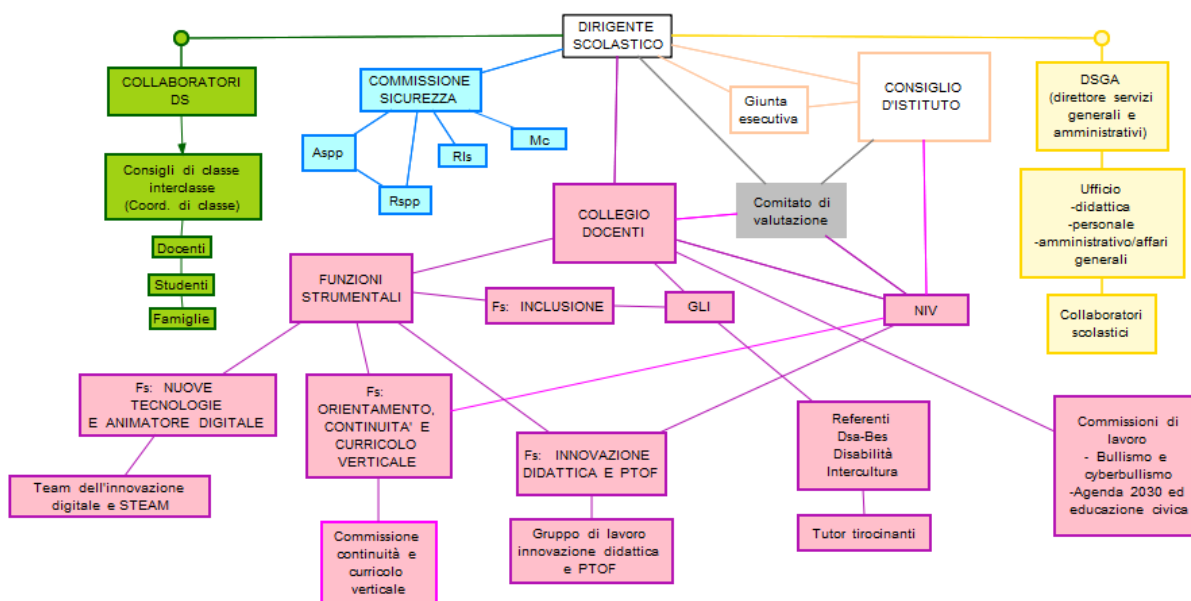 DIRIGENTE
SCOLASTICO
COLLABORATORI
DS
COMMISSIONE
SICUREZZA
Giunta
esecutiva
CONSIGLIO
D'ISTITUTO
DSGA
(direttore servizi
generali e
amministrativi)
Aspp
Rls
Mc
Rspp
Consigli di classe
interclasse
(Coord. di classe)
Docenti
Studenti
Famiglie
COLLEGIO
DOCENTI
Comitato di
valutazione
Ufficio
-didattica
-personale
-amministrativo/affari
generali
Collaboratori
scolastici
FUNZIONI
STRUMENTALI
Fs: INCLUSIONE
GLI
NIV
Fs: NUOVE
TECNOLOGIE
E ANIMATORE DIGITALE
Fs:
ORIENTAMENTO,
CONTINUITA' E
CURRICOLO
VERTICALE
Fs: INNOVAZIONE
DIDATTICA E PTOF
Referenti
Dsa-Bes
Disabilità
Intercultura
Commissioni di
lavoro
- Bullismo e
cyberbullismo
-Agenda 2030 ed
educazione civica
Team dell'innovazione
digitale e STEAM
Commissione
continuità e
curricolo
verticale
Gruppo di lavoro
innovazione didattica
e PTOF
Tutor tirocinanti